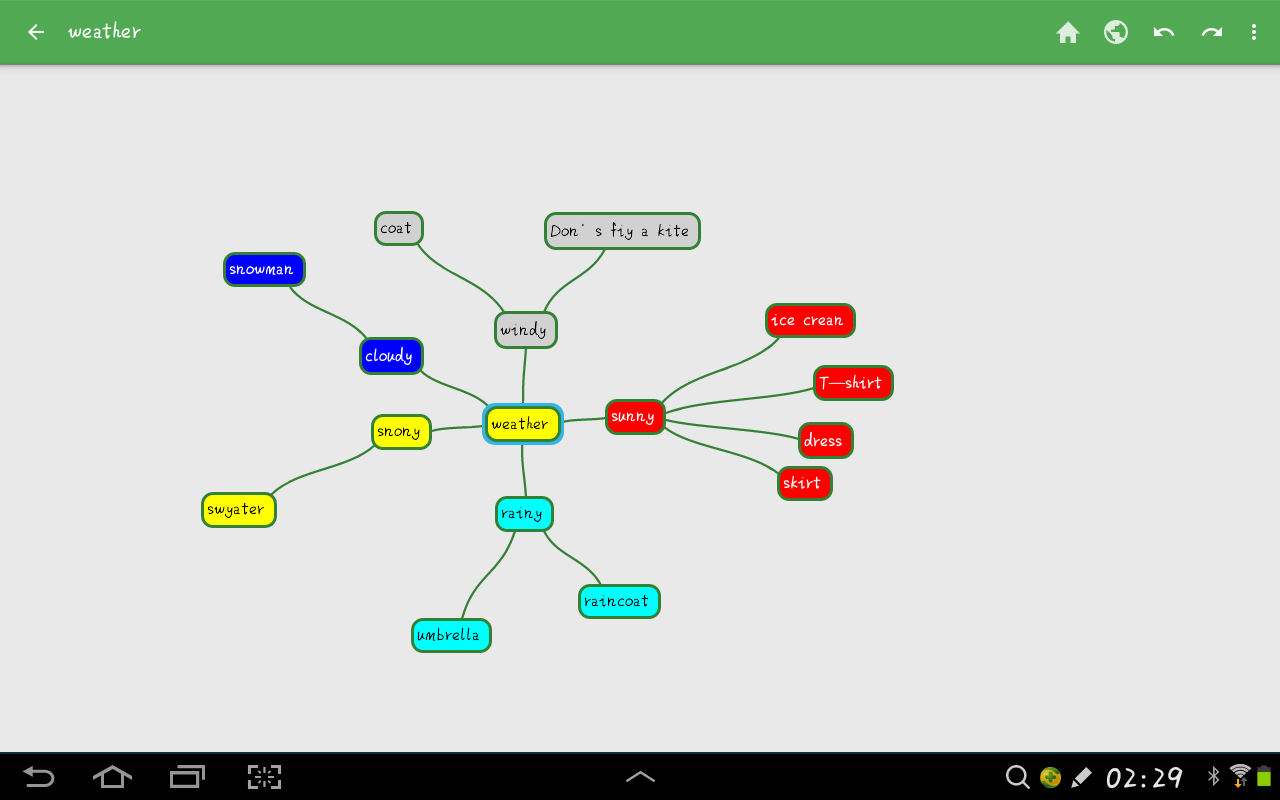 weather
coat
Don's fiy a kite
snowman
ice crean
windy
cloudy
T—shirt
sunny
weather
snony
dress
skirt
swyater
rainy
raincoat
umbrella
02:29